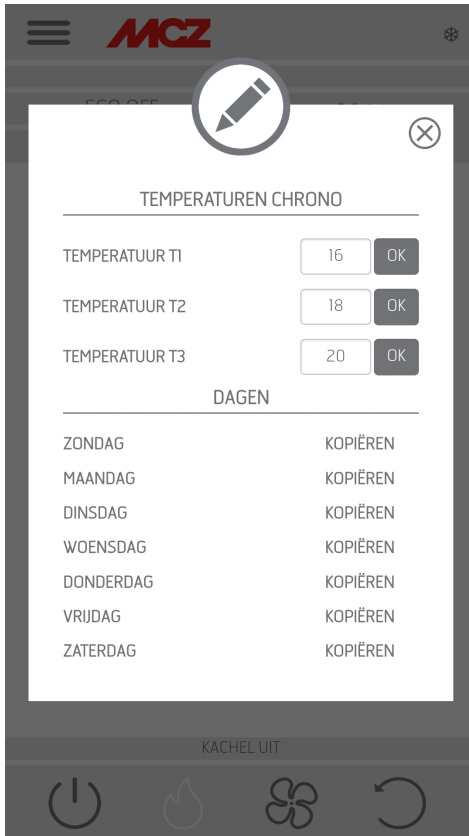 MCZ
TEMPERATUREN CHRONO
TEMPERATUUR T1 16 OK
TEMPERATUUR T2 18 OK
TEMPERATUUR T3 20 OK
DAGEN
ZONDAG KOPIËREN
MAANDAG KOPIËREN
DINSDAG KOPIËREN
WOENSDAG KOPIËREN
DONDERDAG KOPIËREN
VRIJDAG KOPIËREN
ZATERDAG KOPIËREN
KACHEL UIT